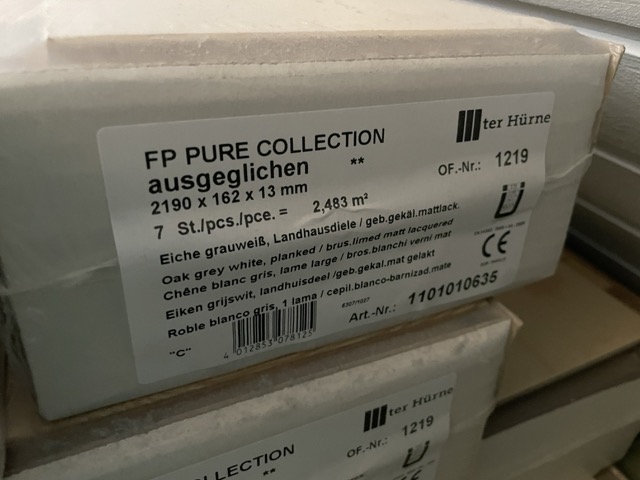 FP PURE COLLECTION
ausgeglichen **
2190 x 162 x 13 mm
7 St./pcs./pce. = 2,483 m²
ter Hürne
OF.-Nr.: 1219
Eiche grauweiß, Landhausdiele / geb.gekäl.mattlack.
Oak grey white, planked / brus.limed matt lacquered
Chêne blanc gris, lame large / bros.blanchi verni mat
Eiken grijswit, landhuisdeel /geb.gekal.mat gelakt
Roble blanco gris, 1 lama / cepil.blanco-barnizad.mate
CE
"C"
4 012853 078125
Art.-Nr.: 1101010635
ter Hürne
LLECTION
OF.-Nr.: 1219
**